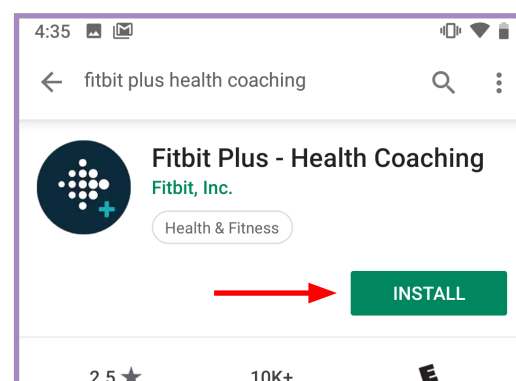 4:35
fitbit plus health coaching
Fitbit Plus - Health Coaching
Fitbit, Inc.
Health & Fitness
INSTALL
2.5★ 10K+ E